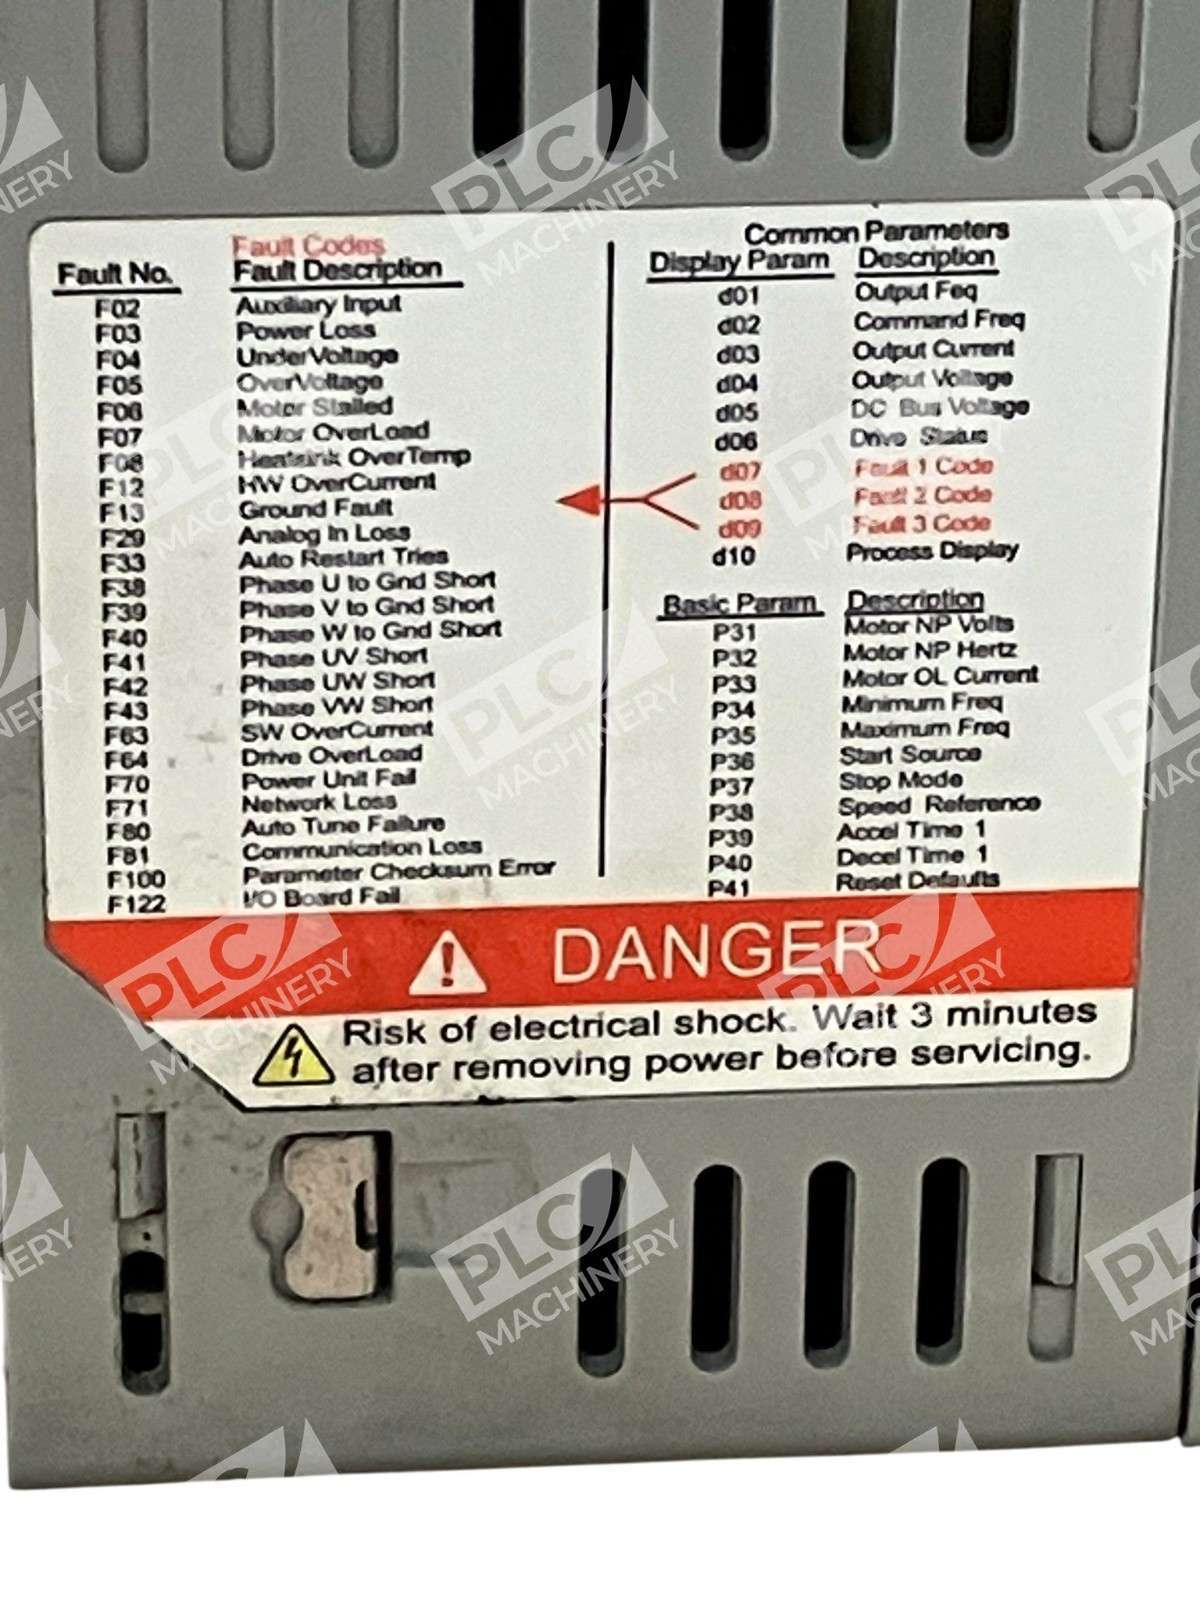 Fault Codes
Fault No. Fault Description
F02 Auxiliary Input
F03 Power Loss
F04 UnderVoltage
F05 OverVoltage
F06 Motor Stalled
F07 Motor OverLoad
F08 Heatsink OverTemp
F12 HW OverCurrent
F13 Ground Fault
F29 Analog In Loss
F33 Auto Restart Tries
F38 Phase U to Gnd Short
F39 Phase V to Gnd Short
F40 Phase W to Gnd Short
F41 Phase UV Short
F42 Phase UW Short
F43 Phase VW Short
F63 SW OverCurrent
F64 Drive OverLoad
F70 Power Unit Fail
F71 Network Loss
F80 Auto Tune Failure
F81 Communication Loss
F100 Parameter Checksum Error
F122 I/O Board Fail
Common Parameters
Display Param Description
d01 Output Feq
d02 Command Freq
d03 Output Current
d04 Output Voltage
d05 DC Bus Voltage
d06 Drive Status
d07 Fault 1 Code
d08 Fault 2 Code
d09 Fault 3 Code
d10 Process Display
Basic Param Description
P31 Motor NP Volts
P32 Motor NP Hertz
P33 Motor OL Current
P34 Minimum Freq
P35 Maximum Freq
P36 Start Source
P37 Stop Mode
P38 Speed Reference
P39 Accel Time 1
P40 Decel Time 1
P41 Reset Defaults
DANGER
Risk of electrical shock. Wait 3 minutes
after removing power before servicing.
PLC
MACHINERY